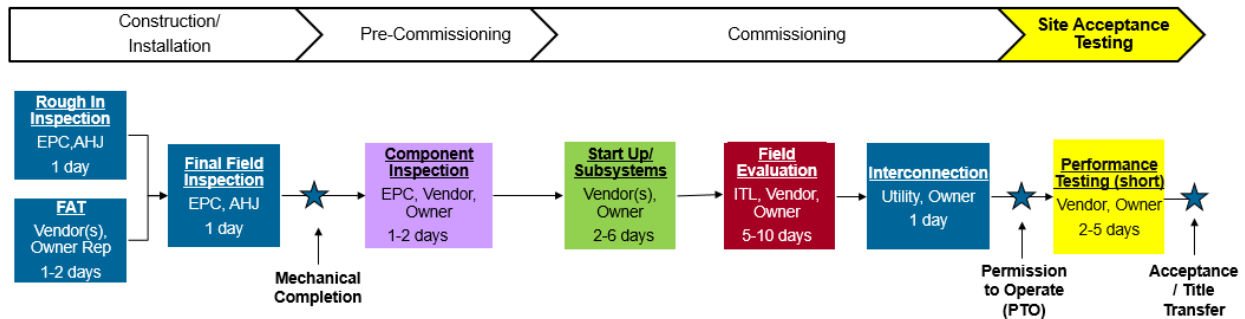 Construction/
Installation
Pre-Commissioning
Commissioning
Site Acceptance
Testing
Rough In
Inspection
EPC,AHJ
1 day
FAT
Vendor(s),
Owner Rep
1-2 days
Final Field
Inspection
EPC, AHJ
1 day
Mechanical
Completion
Component
Inspection
EPC, Vendor,
Owner
1-2 days
Start Up/
Subsystems
Vendor(s),
Owner
2-6 days
Field
Evaluation
ITL, Vendor,
Owner
5-10 days
Interconnection
Utility, Owner
1 day
Permission
to Operate
(PTO)
Performance
Testing (short)
Vendor, Owner
2-5 days
Acceptance
/ Title
Transfer